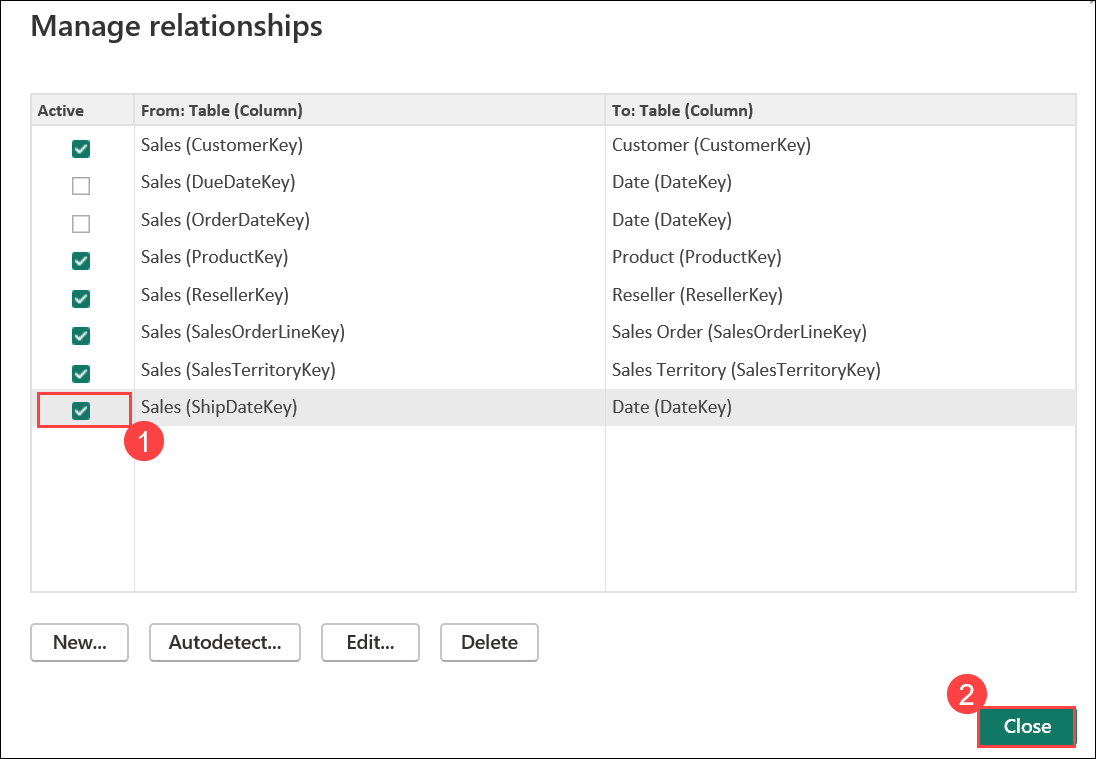 Manage relationships
Active From: Table (Column) To: Table (Column)
Sales (CustomerKey) Customer (CustomerKey)
Sales (DueDateKey) Date (DateKey)
Sales (OrderDateKey) Date (DateKey)
Sales (ProductKey) Product (ProductKey)
Sales (ResellerKey) Reseller (ResellerKey)
Sales (SalesOrderLineKey) Sales Order (SalesOrderLineKey)
Sales (SalesTerritoryKey) Sales Territory (SalesTerritoryKey)
Sales (ShipDateKey) Date (DateKey)
1
New... Autodetect... Edit... Delete
2
Close